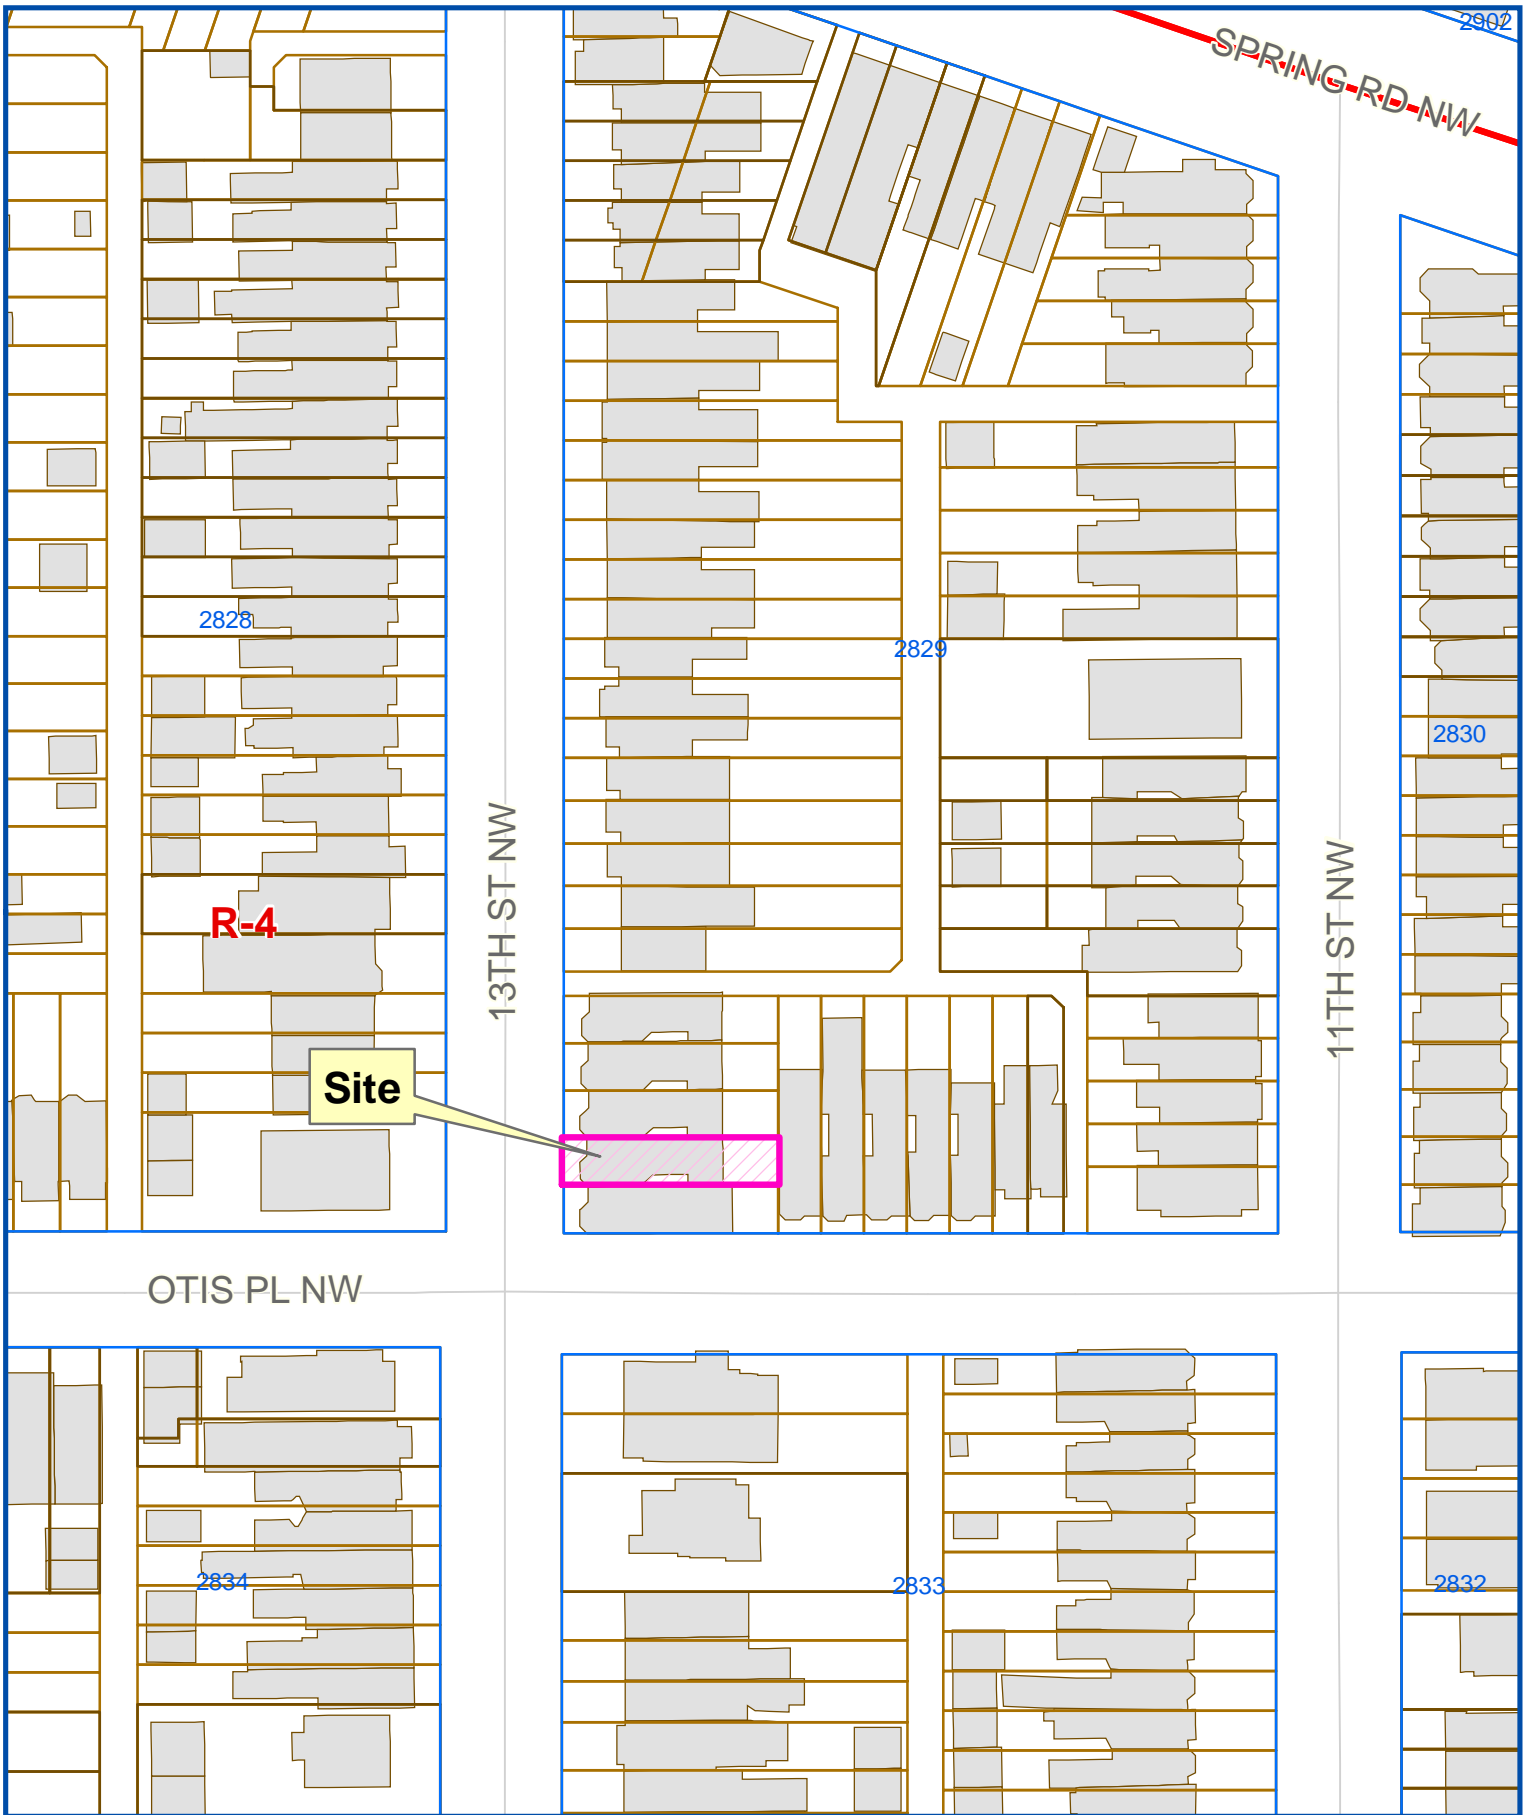 2902
SPRING RD NW
2828
2829
2830
R-4
13TH ST NW
11TH ST NW
Site
OTIS PL NW
2834
2833
2832